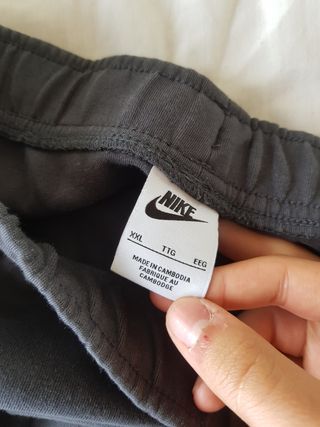 NIKE
XXL TTG EEG
MADE IN CAMBODIA
FABRIQUE AU
CAMBODGE